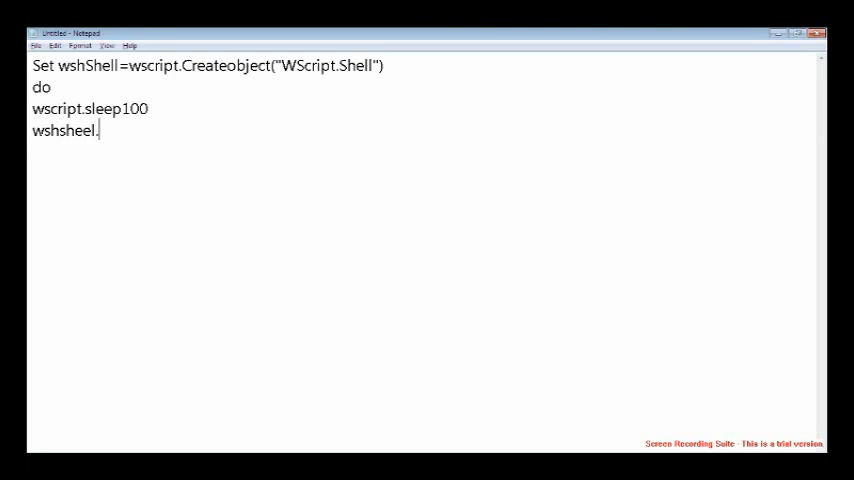 Untitled - Notepad
File Edit Format View Help
Set wshShell=wscript.Createobject("WScript.Shell")
do
wscript.sleep100
wshsheel.
Screen Recording Suite - This is a trial version